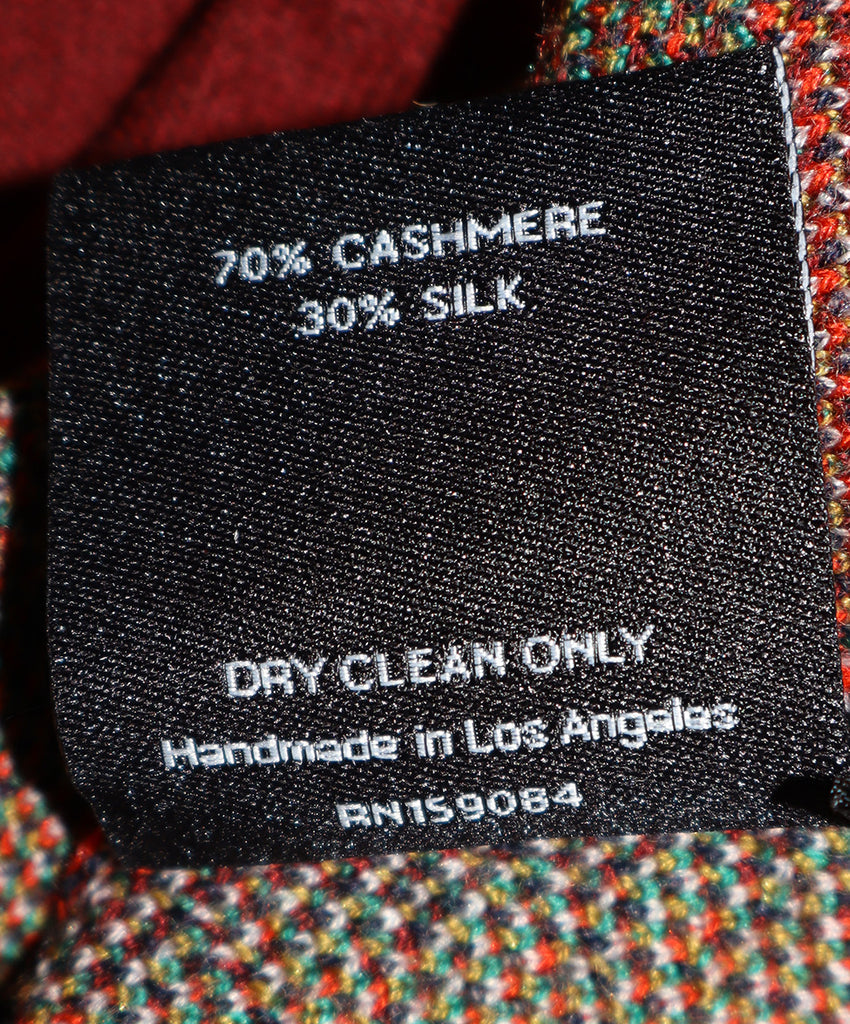 70% CASHMERE
30% SILK
DRY CLEAN ONLY
Handmade in Los Angeles
RN159084